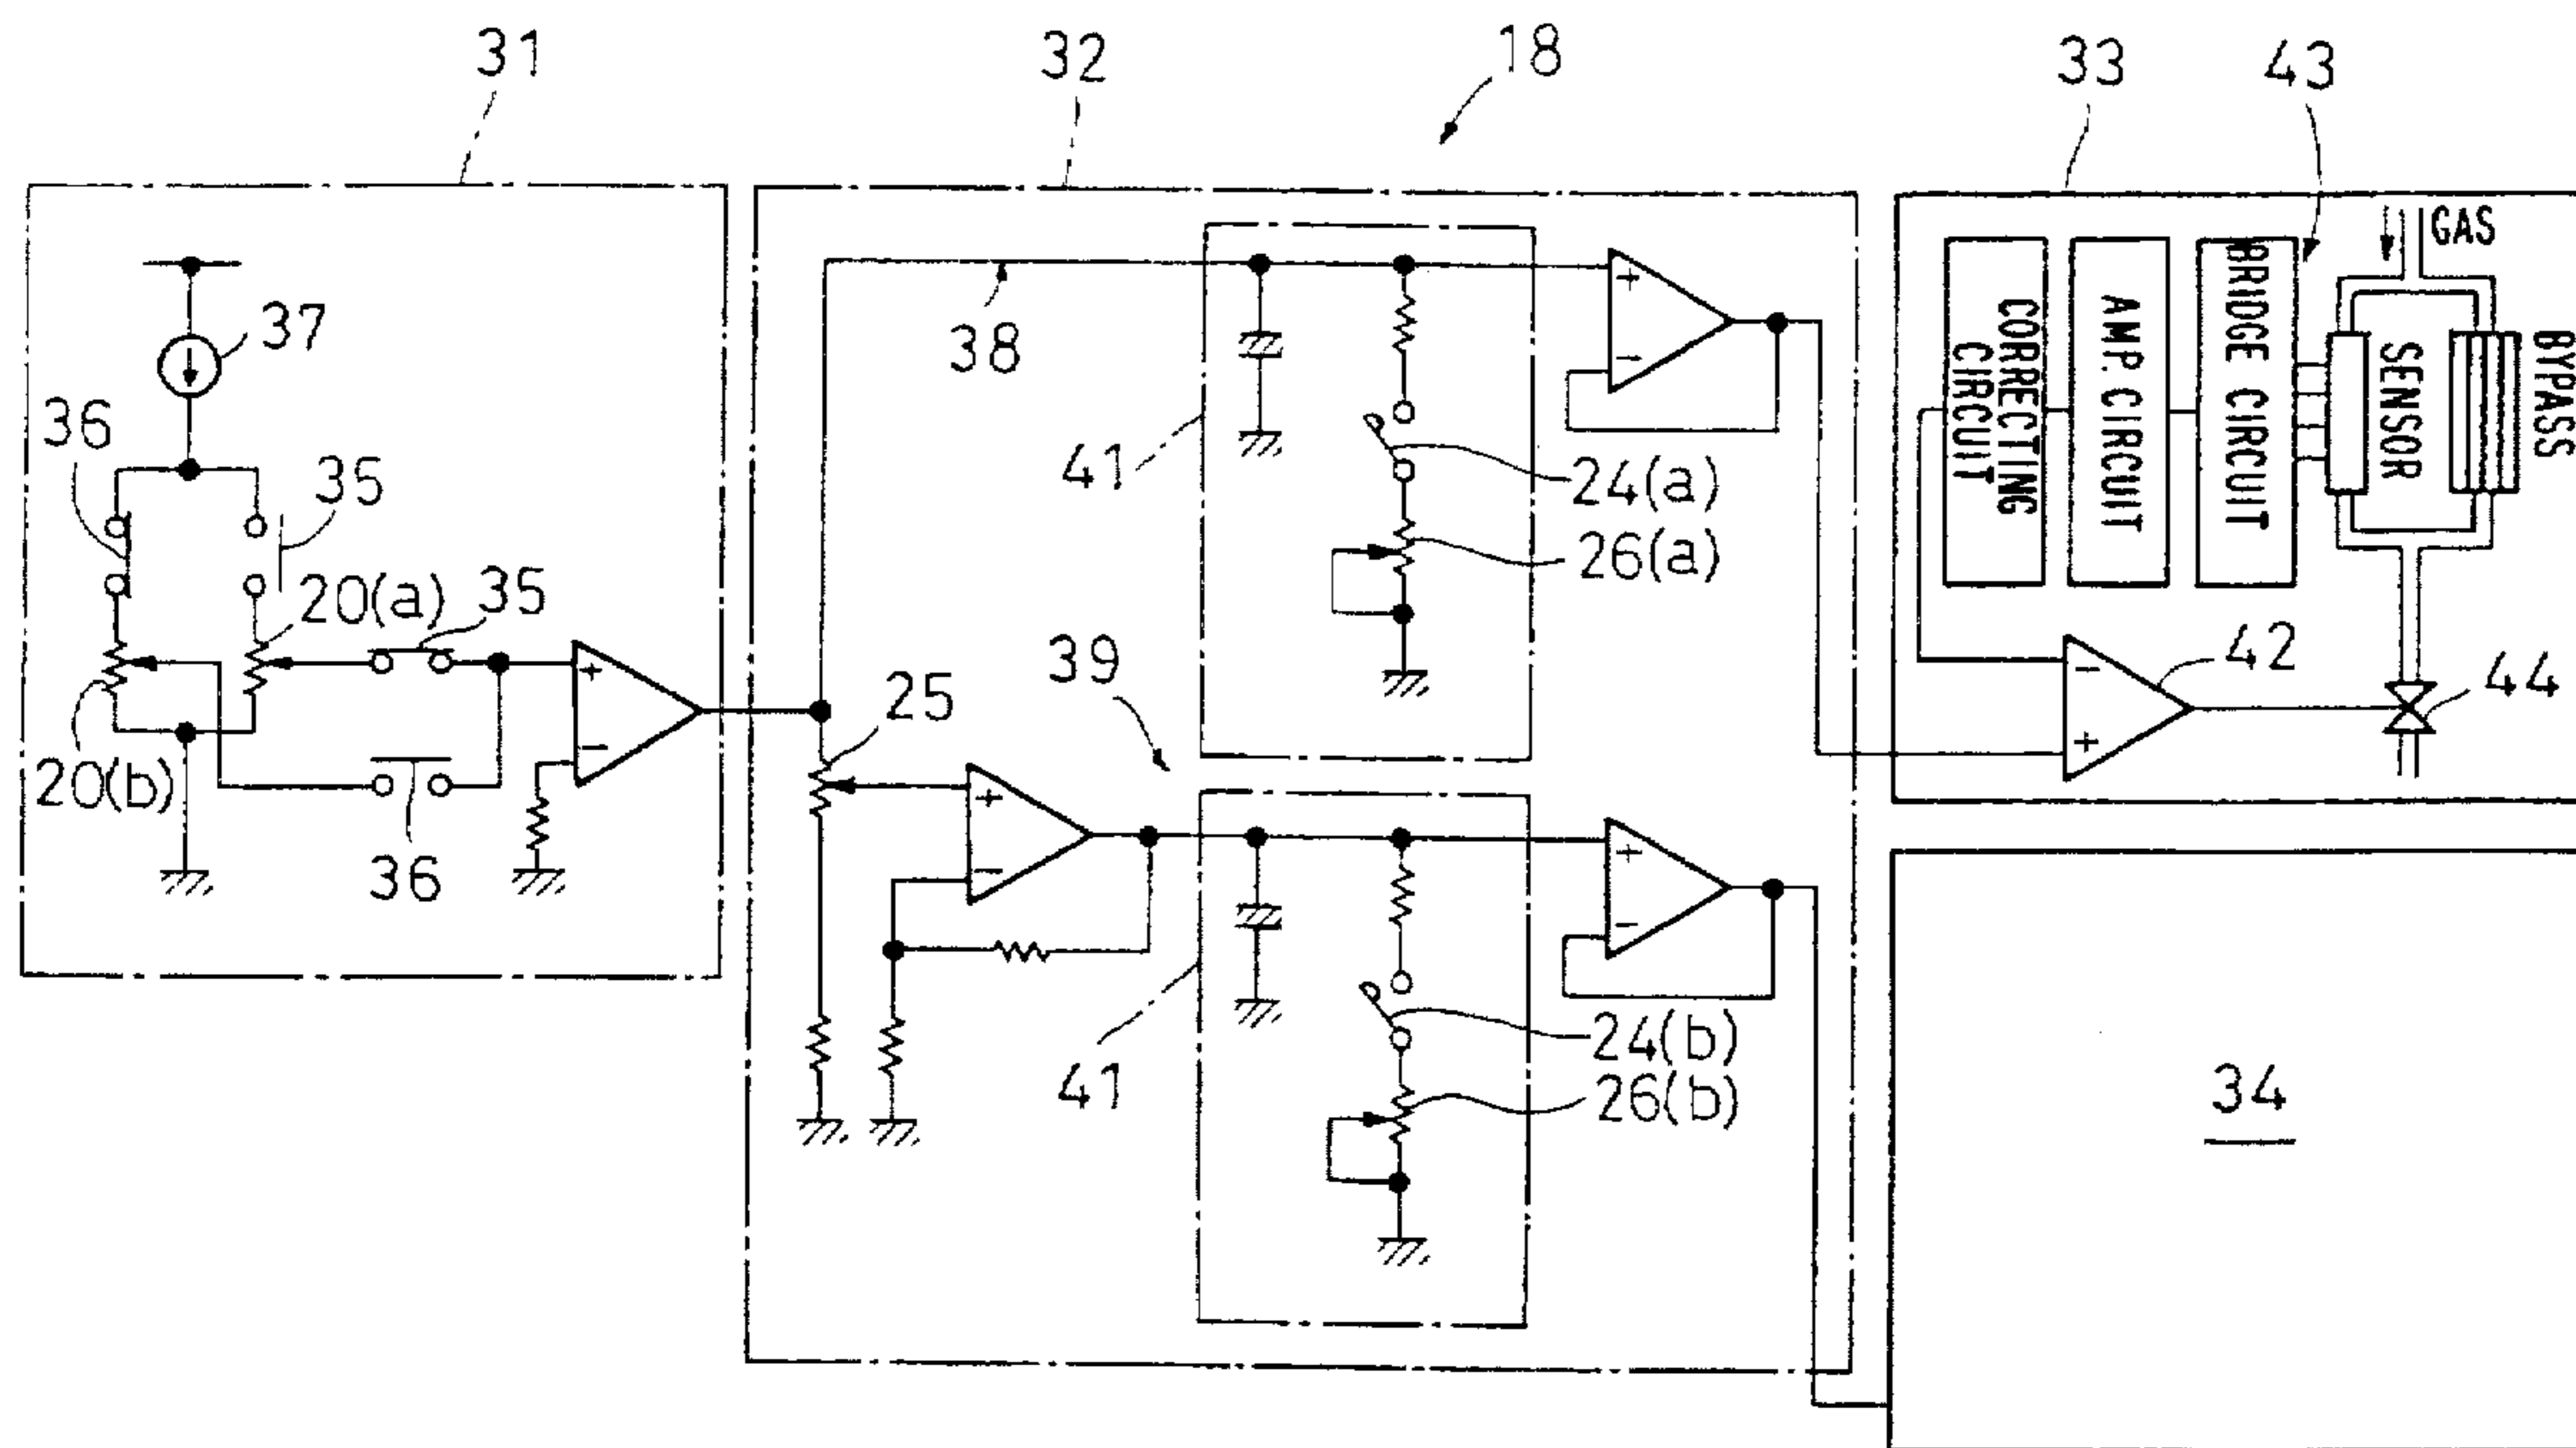 31
32
18
33
43
GAS
37
38
36
35
41
24(a)
26(a)
CORRECTING
CIRCUIT
AMP. CIRCUIT
BRIDGE CIRCUIT
SENSOR
BYPASS
20(a)
35
+
−
+
−
20(b)
36
25
39
+
−
−
+
42
44
41
+
−
24(b)
26(b)
34